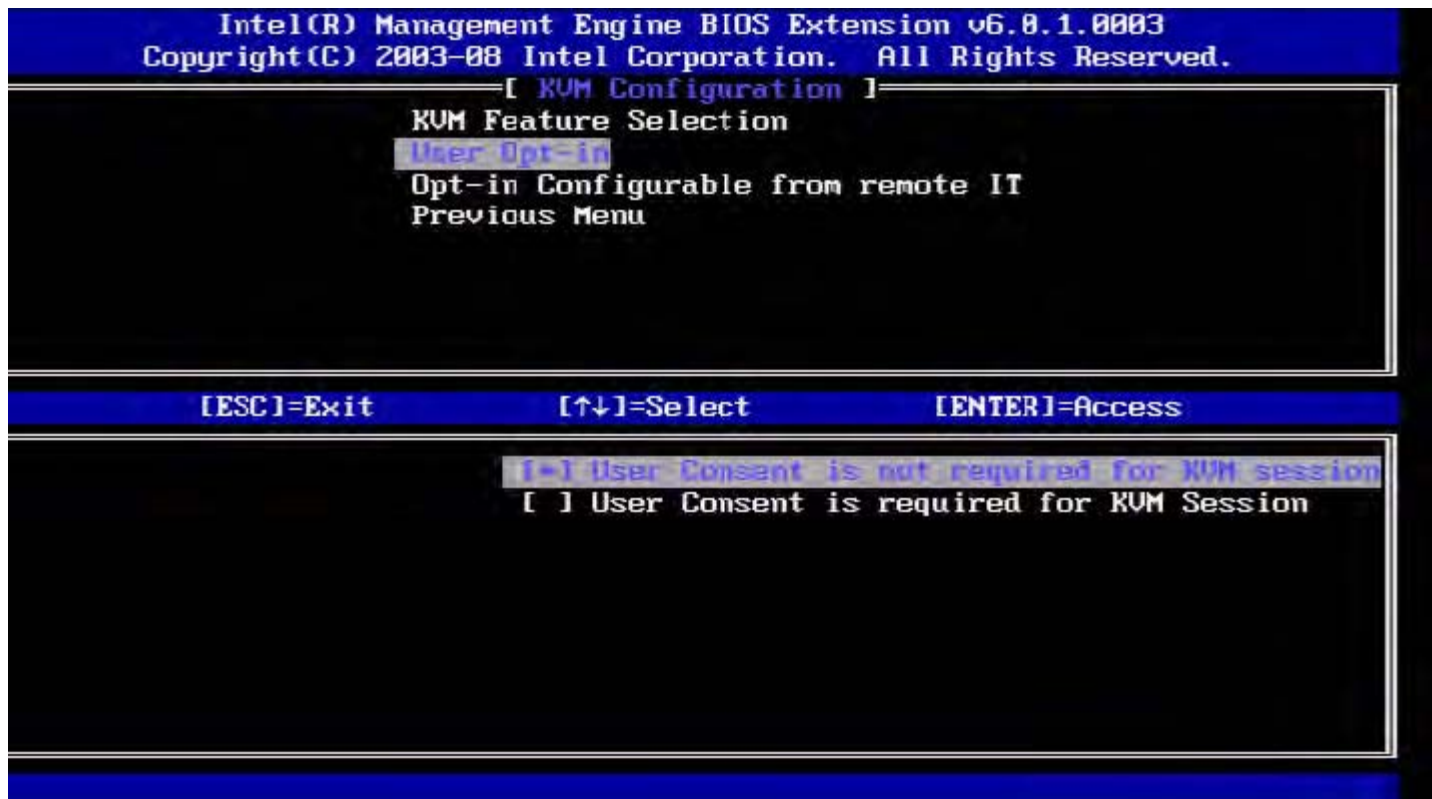 Intel(R) Management Engine BIOS Extension v6.0.1.0003
Copyright(C) 2003-08 Intel Corporation. All Rights Reserved.
[ KVM Configuration ]
KVM Feature Selection
User Opt-in
Opt-in Configurable from remote IT
Previous Menu
[ESC]=Exit [↑↓]=Select [ENTER]=Access
[*] User Consent is not required for KVM session
[ ] User Consent is required for KVM Session